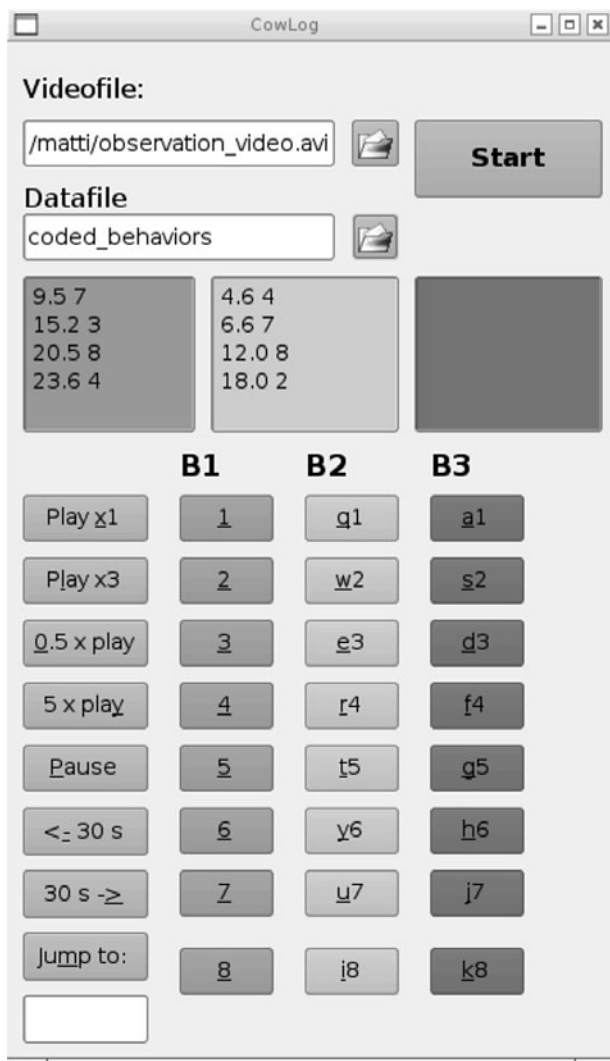 CowLog
Videofile:
/matti/observation_video.avi
Start
Datafile
coded_behaviors
9.5 7
15.2 3
20.5 8
23.6 4
4.6 4
6.6 7
12.0 8
18.0 2
B1 B2 B3
Play x1 1 q1 a1
Play x3 2 w2 s2
0.5 x play 3 e3 d3
5 x play 4 r4 f4
Pause 5 t5 g5
<- 30 s 6 y6 h6
30 s -> 7 u7 j7
Jump to: 8 i8 k8